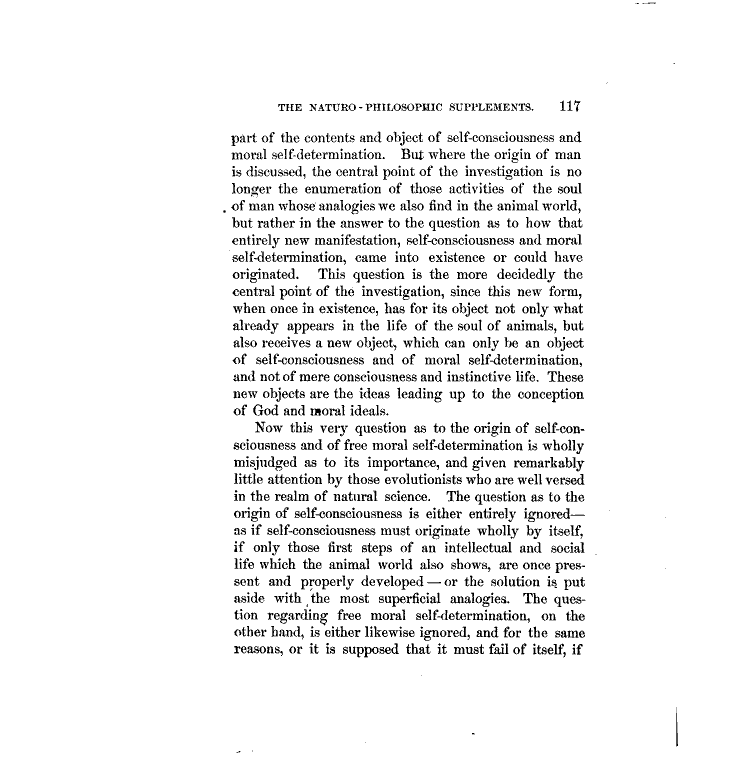 THE NATURO-PHILOSOPHIC SUPPLEMENTS. 117
part of the contents and object of self-consciousness and
moral self-determination. But where the origin of man
is discussed, the central point of the investigation is no
longer the enumeration of those activities of the soul
of man whose analogies we also find in the animal world,
but rather in the answer to the question as to how that
entirely new manifestation, self-consciousness and moral
self-determination, came into existence or could have
originated. This question is the more decidedly the
central point of the investigation, since this new form,
when once in existence, has for its object not only what
already appears in the life of the soul of animals, but
also receives a new object, which can only be an object
of self-consciousness and of moral self-determination,
and not of mere consciousness and instinctive life. These
new objects are the ideas leading up to the conception
of God and moral ideals.
Now this very question as to the origin of self-con-
sciousness and of free moral self-determination is wholly
misjudged as to its importance, and given remarkably
little attention by those evolutionists who are well versed
in the realm of natural science. The question as to the
origin of self-consciousness is either entirely ignored—
as if self-consciousness must originate wholly by itself,
if only those first steps of an intellectual and social
life which the animal world also shows, are once pres-
sent and properly developed — or the solution is put
aside with the most superficial analogies. The ques-
tion regarding free moral self-determination, on the
other hand, is either likewise ignored, and for the same
reasons, or it is supposed that it must fail of itself, if